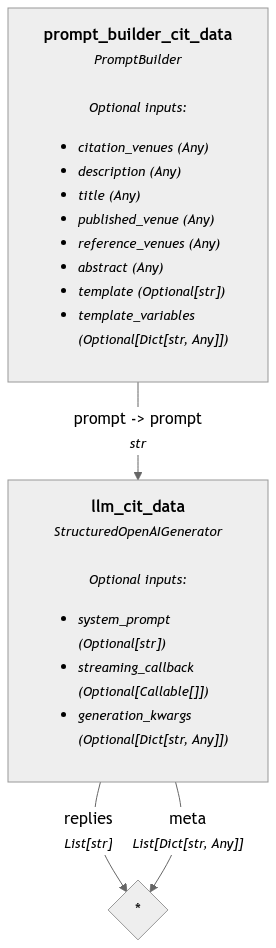 prompt_builder_cit_data
PromptBuilder
Optional inputs:
• citation_venues (Any)
• description (Any)
• title (Any)
• published_venue (Any)
• reference_venues (Any)
• abstract (Any)
• template (Optional[str])
• template_variables
(Optional[Dict[str, Any]])
prompt -> prompt
str
llm_cit_data
StructuredOpenAIGenerator
Optional inputs:
• system_prompt
(Optional[str])
• streaming_callback
(Optional[Callable[]])
• generation_kwargs
(Optional[Dict[str, Any]])
replies meta
List[str] List[Dict[str, Any]]
*